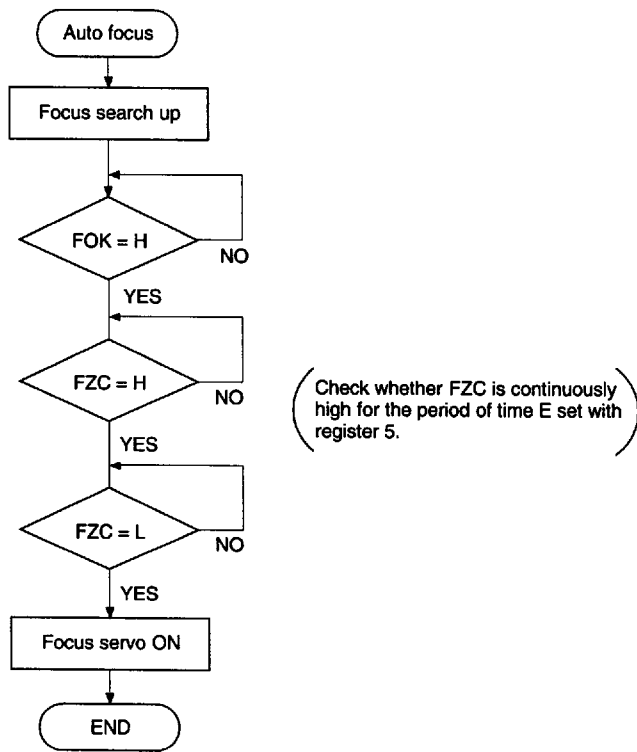 Auto focus
Focus search up
FOK = H
NO
YES
FZC = H
NO
Check whether FZC is continuously
high for the period of time E set with
register 5.
YES
FZC = L
NO
YES
Focus servo ON
END